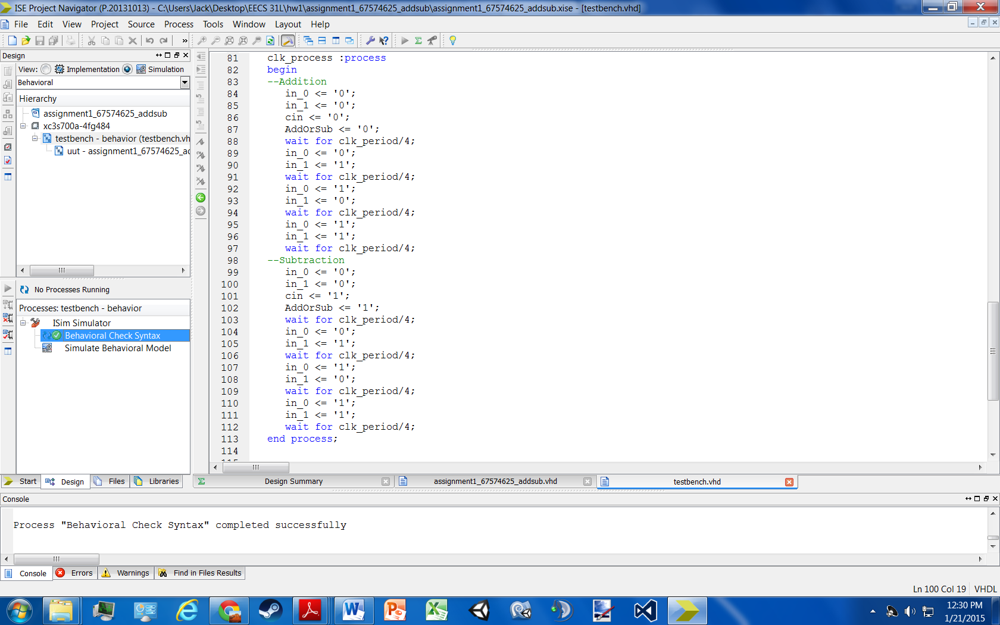 ISE Project Navigator (P.20131013) - C:\Users\Jack\Desktop\EECS 31L\hw1\assignment1_67574625_addsub\assignment1_67574625_addsub.xise - [testbench.vhd]
File Edit View Project Source Process Tools Window Layout Help
Design
View: Implementation Simulation
Behavioral
Hierarchy
assignment1_67574625_addsub
xc3s700a-4fg484
testbench - behavior (testbench.vh
uut - assignment1_67574625_ac
No Processes Running
Processes: testbench - behavior
ISim Simulator
Behavioral Check Syntax
Simulate Behavioral Model
Start Design Files Libraries
81 clk_process :process
82 begin
83 --Addition
84 in_0 <= '0';
85 in_1 <= '0';
86 cin <= '0';
87 AddOrSub <= '0';
88 wait for clk_period/4;
89 in_0 <= '0';
90 in_1 <= '1';
91 wait for clk_period/4;
92 in_0 <= '1';
93 in_1 <= '0';
94 wait for clk_period/4;
95 in_0 <= '1';
96 in_1 <= '1';
97 wait for clk_period/4;
98 --Subtraction
99 in_0 <= '0';
100 in_1 <= '0';
101 cin <= '1';
102 AddOrSub <= '1';
103 wait for clk_period/4;
104 in_0 <= '0';
105 in_1 <= '1';
106 wait for clk_period/4;
107 in_0 <= '1';
108 in_1 <= '0';
109 wait for clk_period/4;
110 in_0 <= '1';
111 in_1 <= '1';
112 wait for clk_period/4;
113 end process;
114
Design Summary assignment1_67574625_addsub.vhd testbench.vhd
Console
Process "Behavioral Check Syntax" completed successfully
Console Errors Warnings Find in Files Results
Ln 100 Col 19 VHDL
12:30 PM
1/21/2015